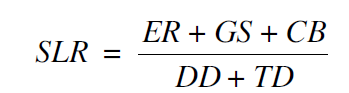 SLR = ER + GS + CB / DD + TD